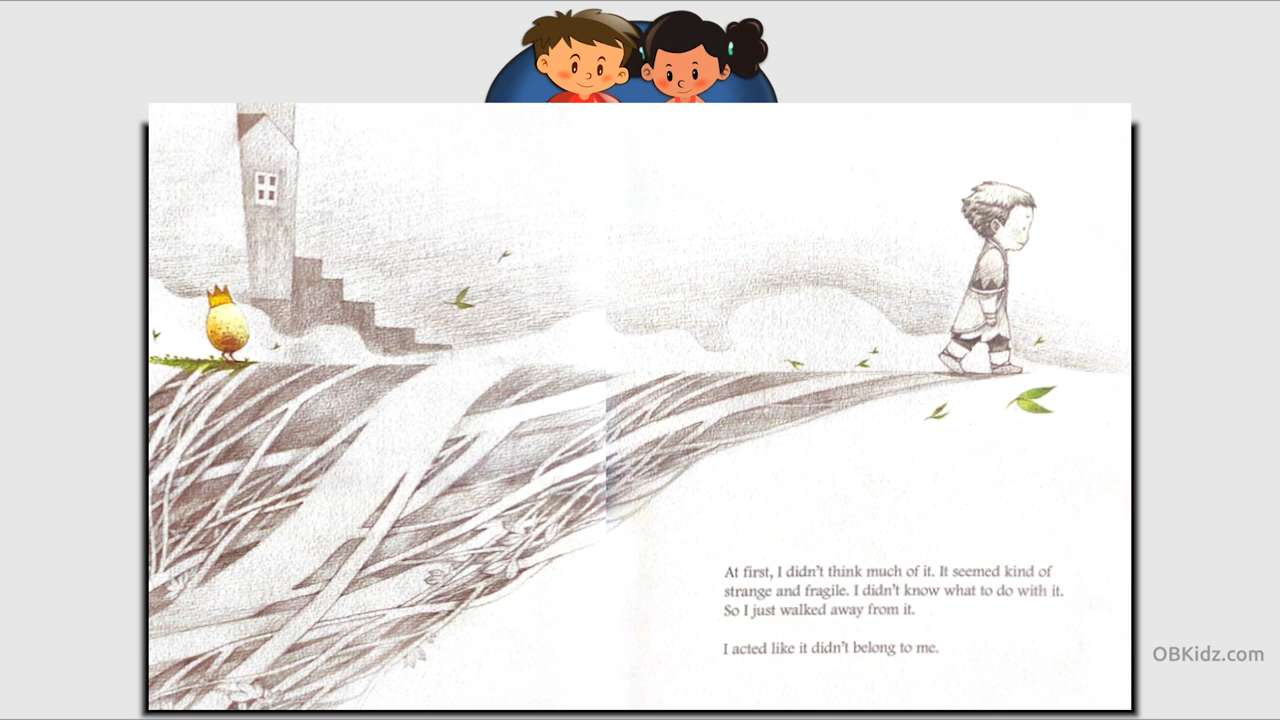 At first, I didn't think much of it. It seemed kind of
strange and fragile. I didn't know what to do with it.
So I just walked away from it.
I acted like it didn't belong to me.
OBKidz.com